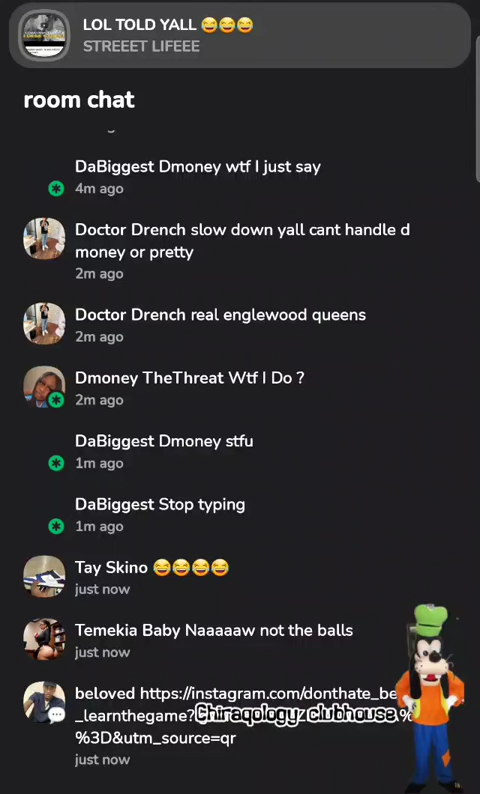 LOL TOLD YALL 😂😂😂
STREEET LIFEEE
room chat
DaBiggest Dmoney wtf I just say
4m ago
Doctor Drench slow down yall cant handle d
money or pretty
2m ago
Doctor Drench real englewood queens
2m ago
Dmoney TheThreat Wtf I Do ?
2m ago
DaBiggest Dmoney stfu
1m ago
DaBiggest Stop typing
1m ago
Tay Skino 😂😂😂😂
just now
Temekia Baby Naaaaaw not the balls
just now
beloved https://instagram.com/donthate_be
_learnthegame?
Chiraqology clubhouse
%3D&utm_source=qr
just now